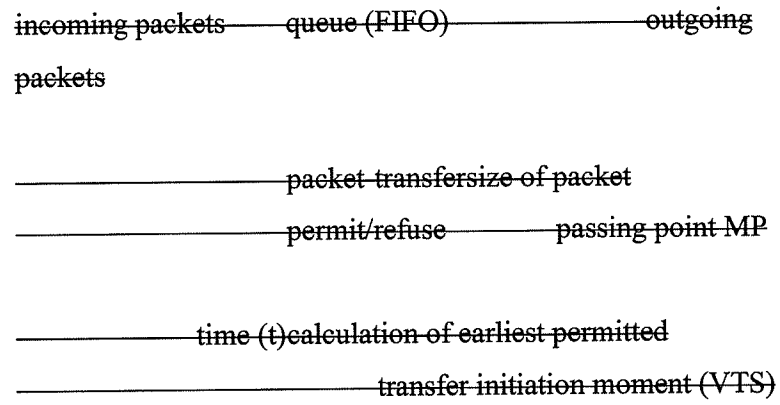 incoming packets queue (FIFO) outgoing
packets
packet transfersize of packet
permit/refuse passing point MP
time (t)calculation of earliest permitted
transfer initiation moment (VTS)